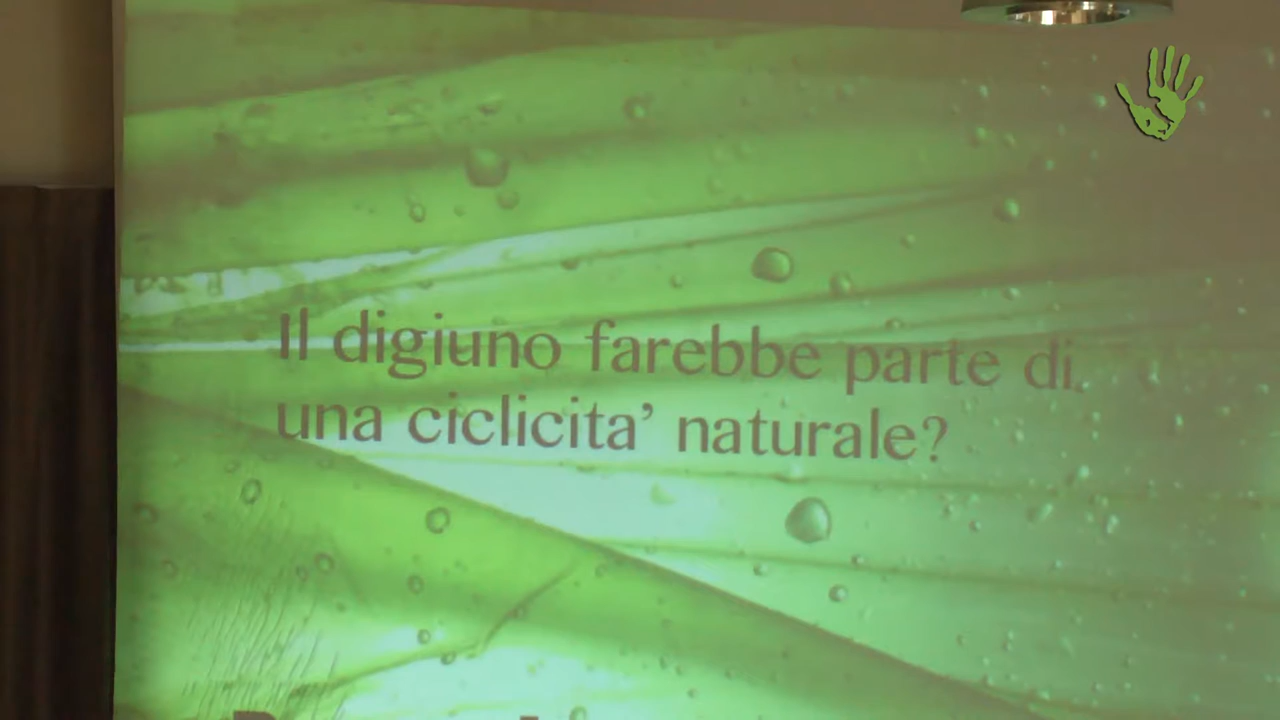 Il digiuno farebbe parte di
una ciclicita’ naturale?